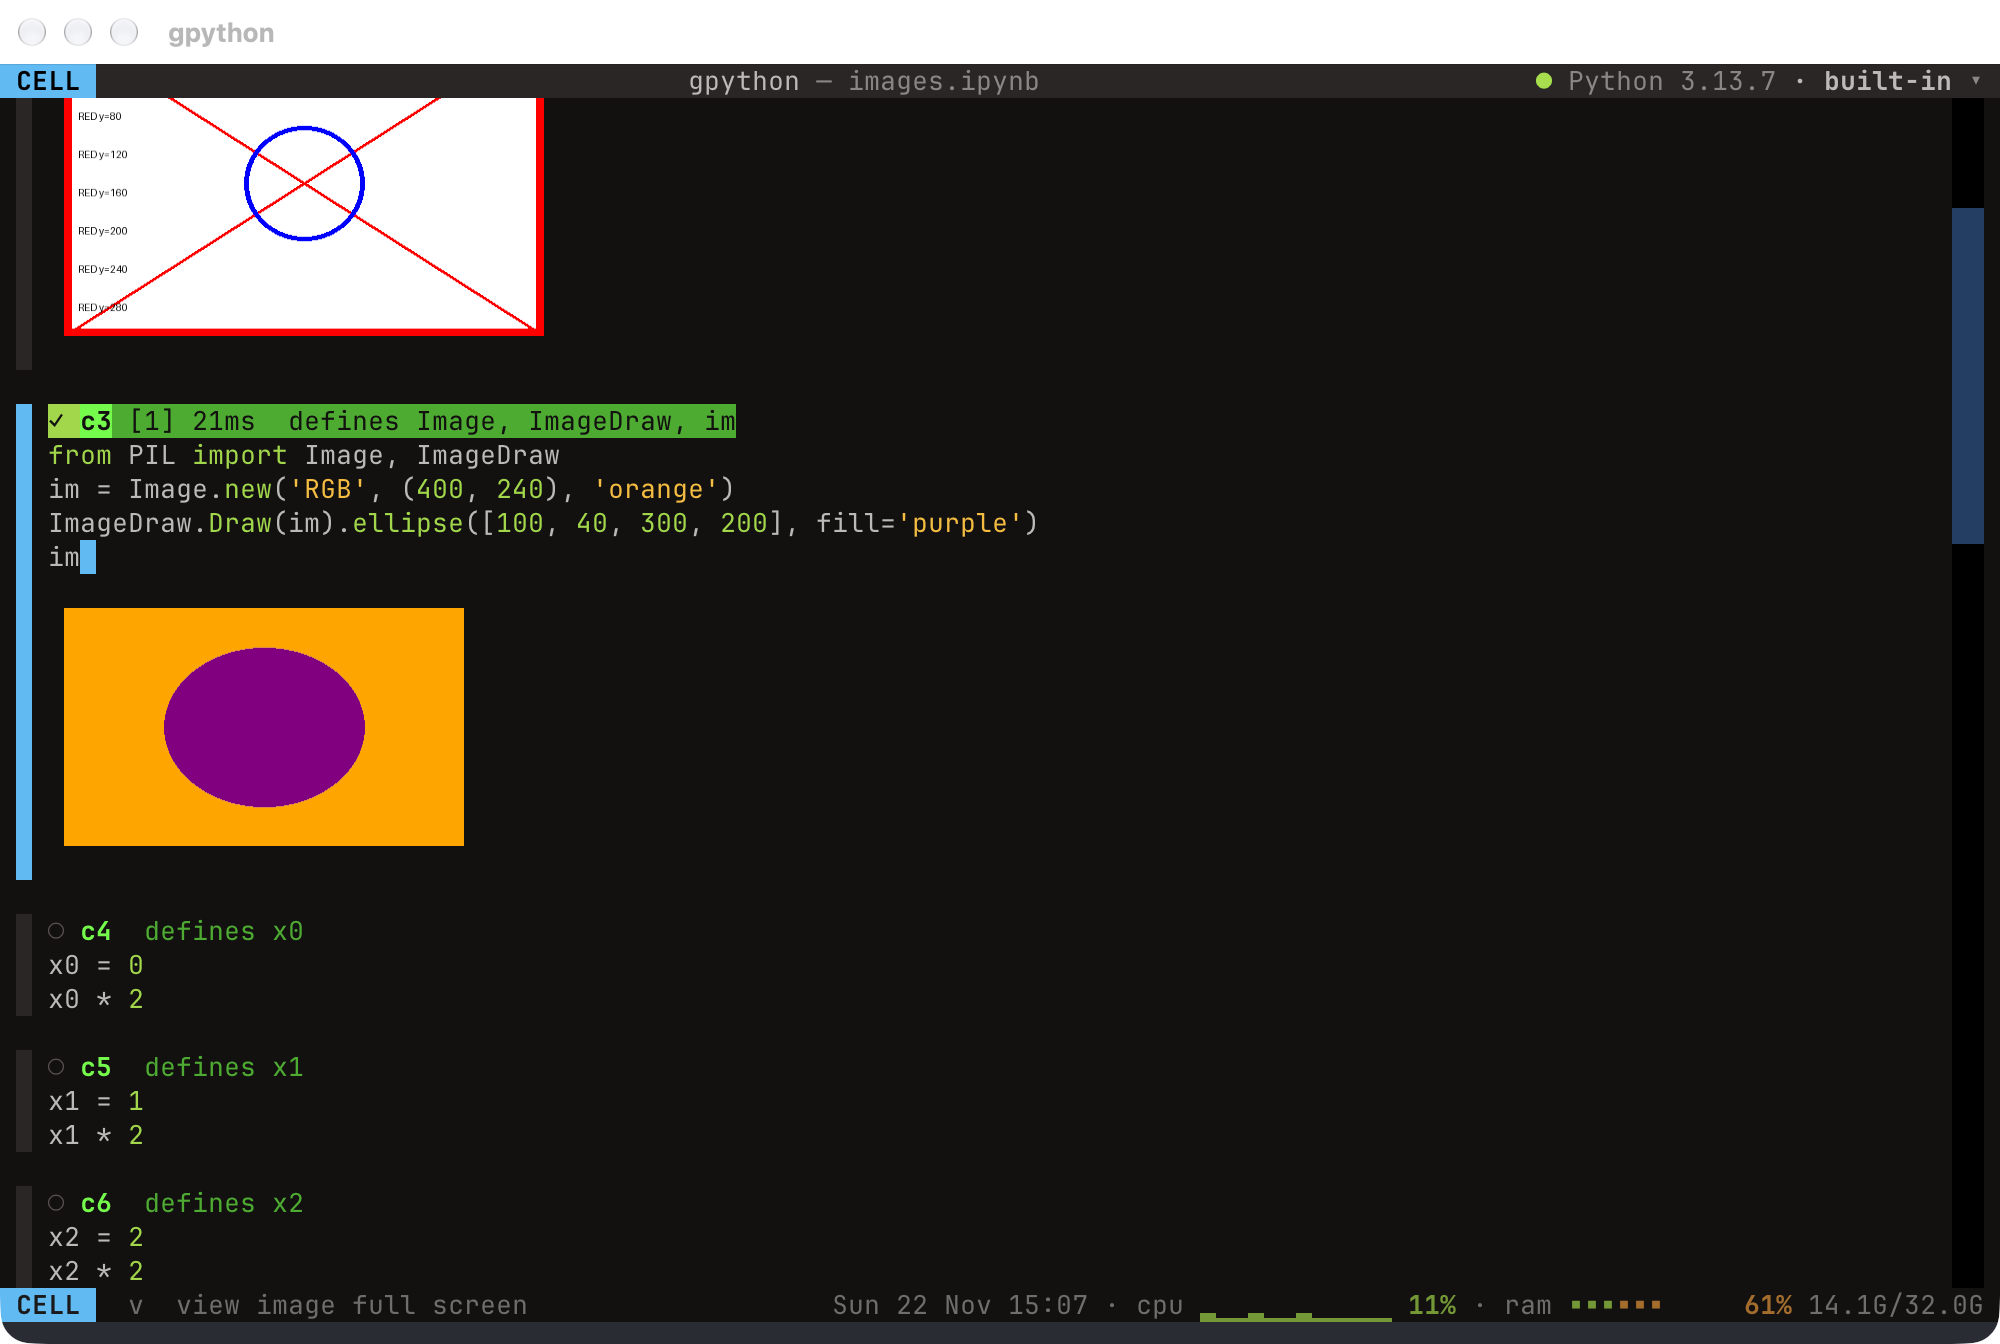 gpython
CELL gpython — images.ipynb Python 3.13.7 · built-in ▾
RED y=80
RED y=120
RED y=160
RED y=200
RED y=240
RED y=280
✓ c3 [1] 21ms defines Image, ImageDraw, im
from PIL import Image, ImageDraw
im = Image.new('RGB', (400, 240), 'orange')
ImageDraw.Draw(im).ellipse([100, 40, 300, 200], fill='purple')
im
○ c4 defines x0
x0 = 0
x0 * 2
○ c5 defines x1
x1 = 1
x1 * 2
○ c6 defines x2
x2 = 2
x2 * 2
CELL v view image full screen Sun 22 Nov 15:07 · cpu 11% · ram 61% 14.1G/32.0G